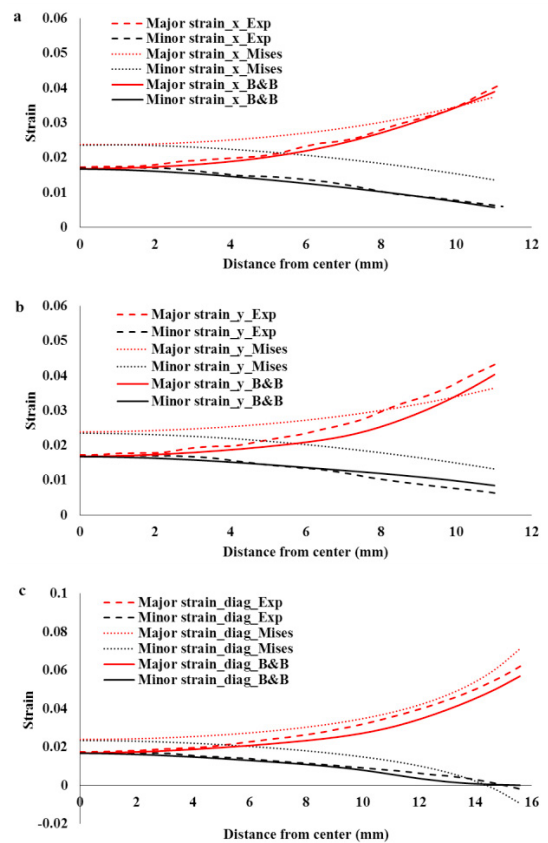 a
0.06
0.05
0.04
0.03
0.02
0.01
0
Strain
Major strain_x_Exp
Minor strain_x_Exp
Major strain_x_Mises
Minor strain_x_Mises
Major strain_x_B&B
Minor strain_x_B&B
0 2 4 6 8 10 12
Distance from center (mm)
b
0.06
0.05
0.04
0.03
0.02
0.01
0
Strain
Major strain_y_Exp
Minor strain_y_Exp
Major strain_y_Mises
Minor strain_y_Mises
Major strain_y_B&B
Minor strain_y_B&B
0 2 4 6 8 10 12
Distance from center (mm)
c
0.1
0.08
0.06
0.04
0.02
0
-0.02
Strain
Major strain_diag_Exp
Minor strain_diag_Exp
Major strain_diag_Mises
Minor strain_diag_Mises
Major strain_diag_B&B
Minor strain_diag_B&B
0 2 4 6 8 10 12 14 16
Distance from center (mm)